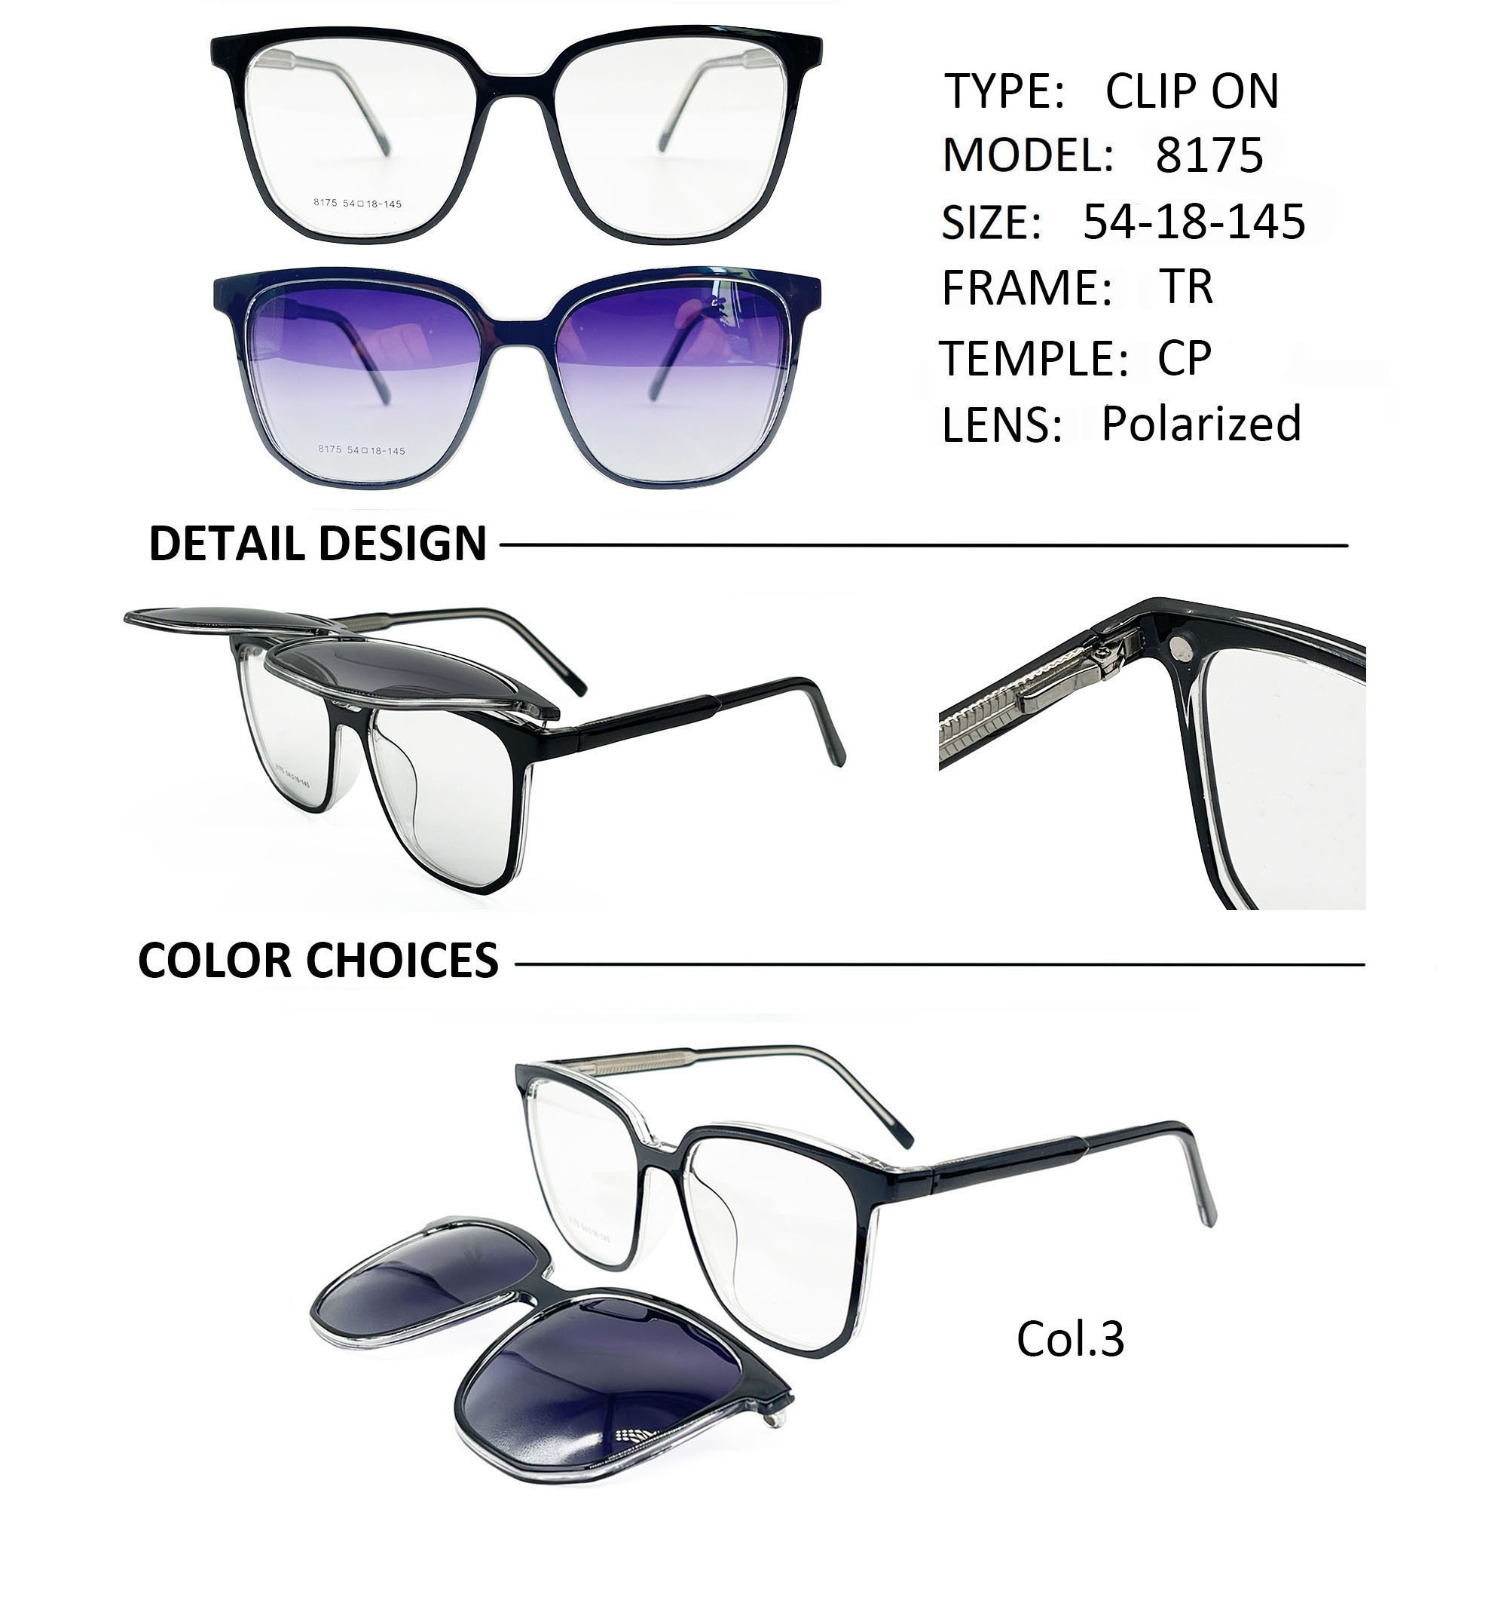 8175 54□18-145
TYPE: CLIP ON
MODEL: 8175
SIZE: 54-18-145
FRAME: TR
TEMPLE: CP
LENS: Polarized
8175 54□18-145
DETAIL DESIGN
COLOR CHOICES
Col.3